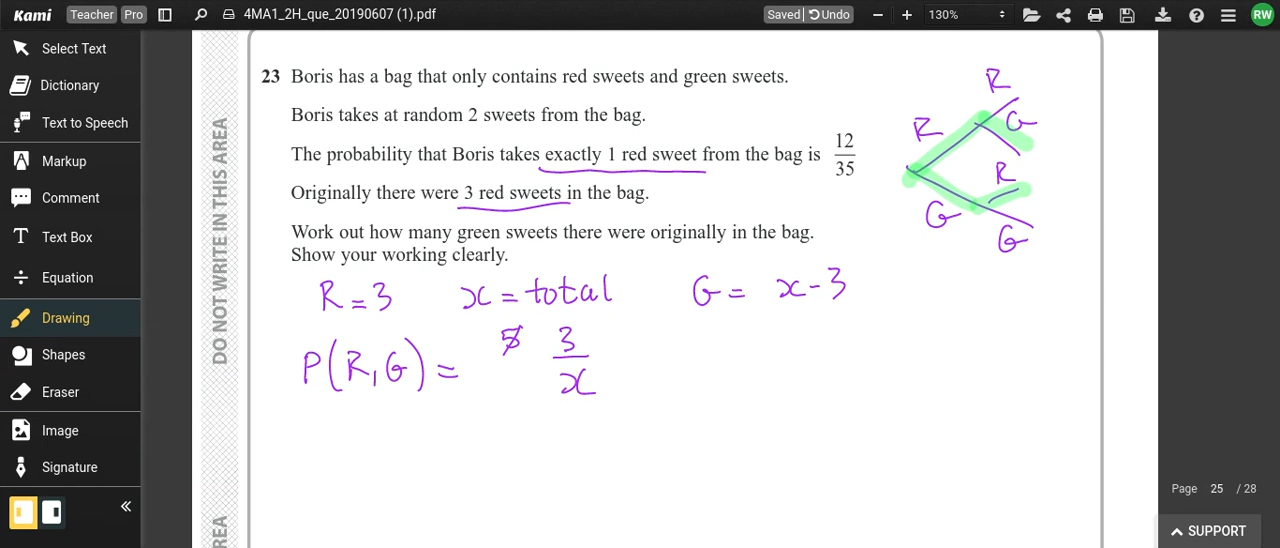 Kami Teacher Pro 4MA1_2H_que_20190607 (1).pdf Saved Undo 130% RW
Select Text
Dictionary
Text to Speech
Markup
Comment
Text Box
Equation
Drawing
Shapes
Eraser
Image
Signature
DO NOT WRITE IN THIS AREA
AREA
23 Boris has a bag that only contains red sweets and green sweets.
Boris takes at random 2 sweets from the bag.
The probability that Boris takes exactly 1 red sweet from the bag is 12/35
Originally there were 3 red sweets in the bag.
Work out how many green sweets there were originally in the bag.
Show your working clearly.
R
R
G
R
G
G
R = 3 x = total G = x - 3
P(R, G) = 3/x
Page 25 / 28
SUPPORT